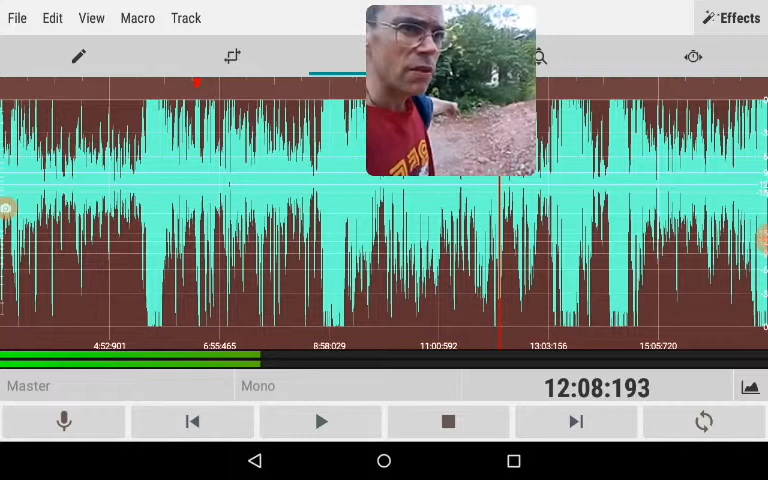 File Edit View Macro Track Effects
4:52:901 6:55:465 8:58:029 11:00:592 13:03:156 15:05:720
Master Mono 12:08:193